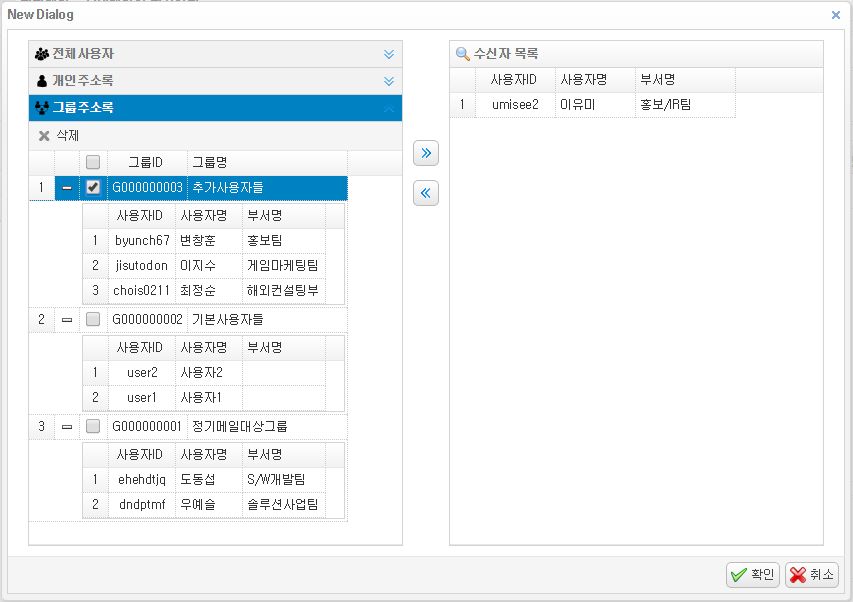 New Dialog
전체사용자
개인주소록
그룹주소록
삭제
그룹ID 그룹명
1 G000000003 추가사용자들
사용자ID 사용자명 부서명
1 byunch67 변창훈 홍보팀
2 jisutodon 이지수 게임마케팅팀
3 chois0211 최정순 해외컨설팅부
2 G000000002 기본사용자들
사용자ID 사용자명 부서명
1 user2 사용자2
2 user1 사용자1
3 G000000001 정기메일대상그룹
사용자ID 사용자명 부서명
1 ehehdtjq 도동섭 S/W개발팀
2 dndptmf 우예슬 솔루션사업팀
수신자 목록
사용자ID 사용자명 부서명
1 umisee2 이유미 홍보/IR팀
확인 취소